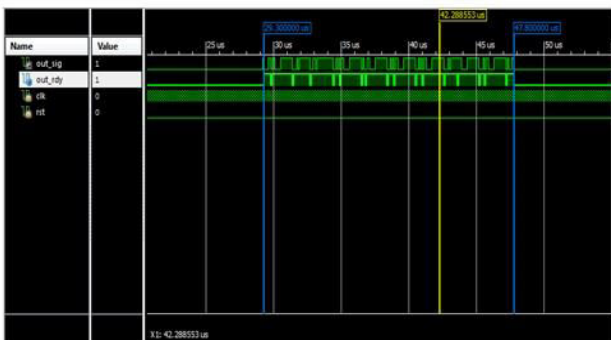 42.288553 us
29.300000 us
47.800000 us
Name
Value
25 us
30 us
35 us
40 us
45 us
50 us
out_sig
1
out_rdy
1
clk
0
rst
0
X1: 42.288553 us